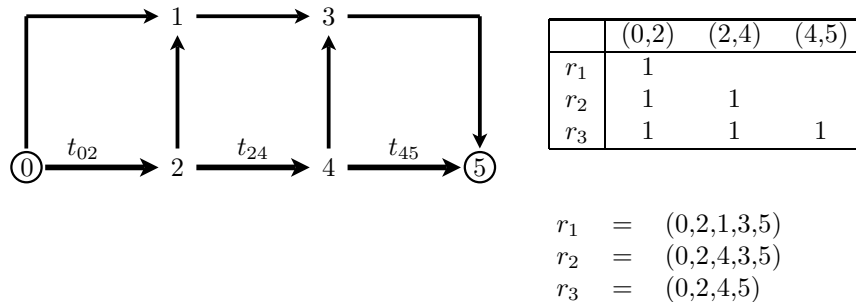 1 3
t02 t24 t45
0 2 4 5
(0,2) (2,4) (4,5)
r1 1
r2 1 1
r3 1 1 1
r1 = (0,2,1,3,5)
r2 = (0,2,4,3,5)
r3 = (0,2,4,5)